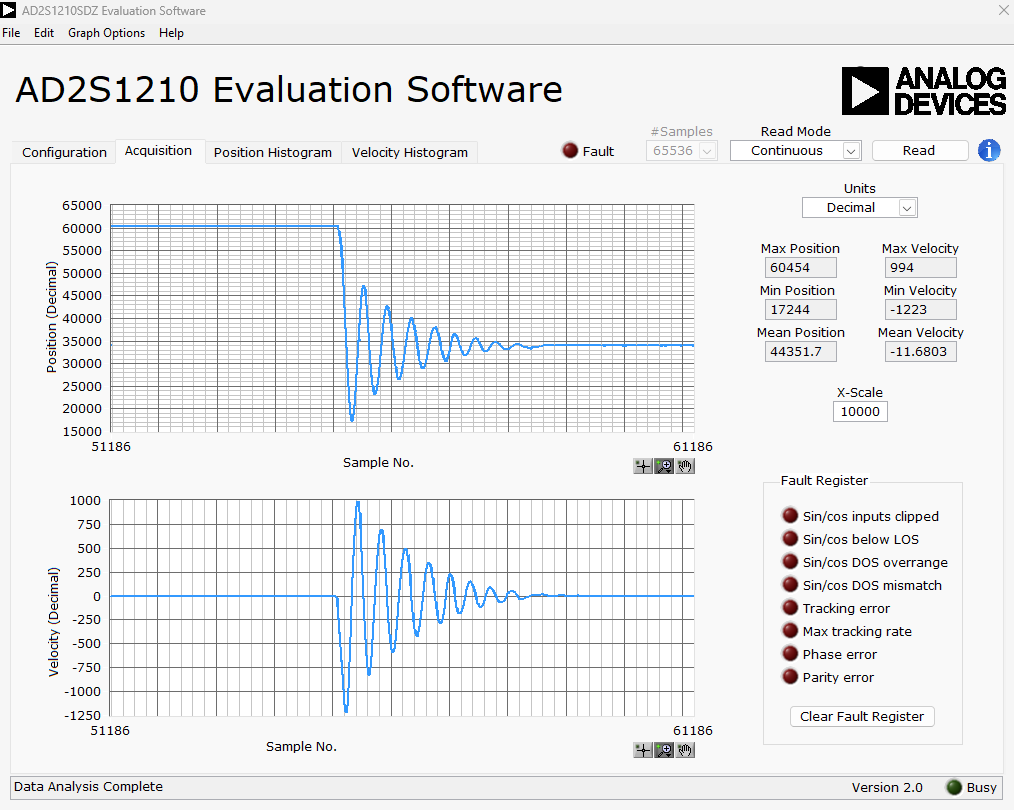 AD2S1210SDZ Evaluation Software
File Edit Graph Options Help
AD2S1210 Evaluation Software
ANALOG
DEVICES
Configuration Acquisition Position Histogram Velocity Histogram
Fault
#Samples
65536
Read Mode
Continuous
Read
i
Position (Decimal)
65000
60000
55000
50000
45000
40000
35000
30000
25000
20000
15000
51186 61186
Sample No.
Velocity (Decimal)
1000
750
500
250
0
-250
-500
-750
-1000
-1250
51186 61186
Sample No.
Units
Decimal
Max Position Max Velocity
60454 994
Min Position Min Velocity
17244 -1223
Mean Position Mean Velocity
44351.7 -11.6803
X-Scale
10000
Fault Register
Sin/cos inputs clipped
Sin/cos below LOS
Sin/cos DOS overrange
Sin/cos DOS mismatch
Tracking error
Max tracking rate
Phase error
Parity error
Clear Fault Register
Data Analysis Complete Version 2.0 Busy